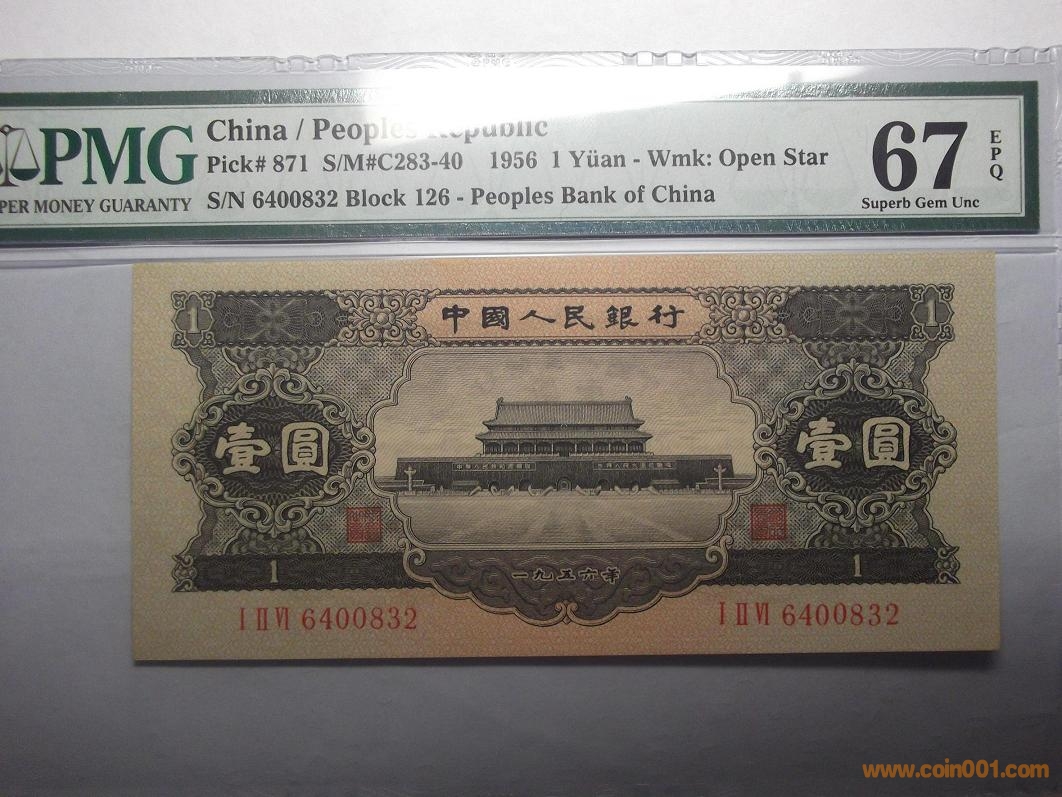 PMG
PER MONEY GUARANTY
China / Peoples Republic
Pick# 871 S/M#C283-40 1956 1 Yüan - Wmk: Open Star
S/N 6400832 Block 126 - Peoples Bank of China
67
EPQ
Superb Gem Unc
1 中國人民銀行 1
壹圓 壹圓
1 一九五六年 1
I II VI 6400832 I II VI 6400832
www.coin001.com